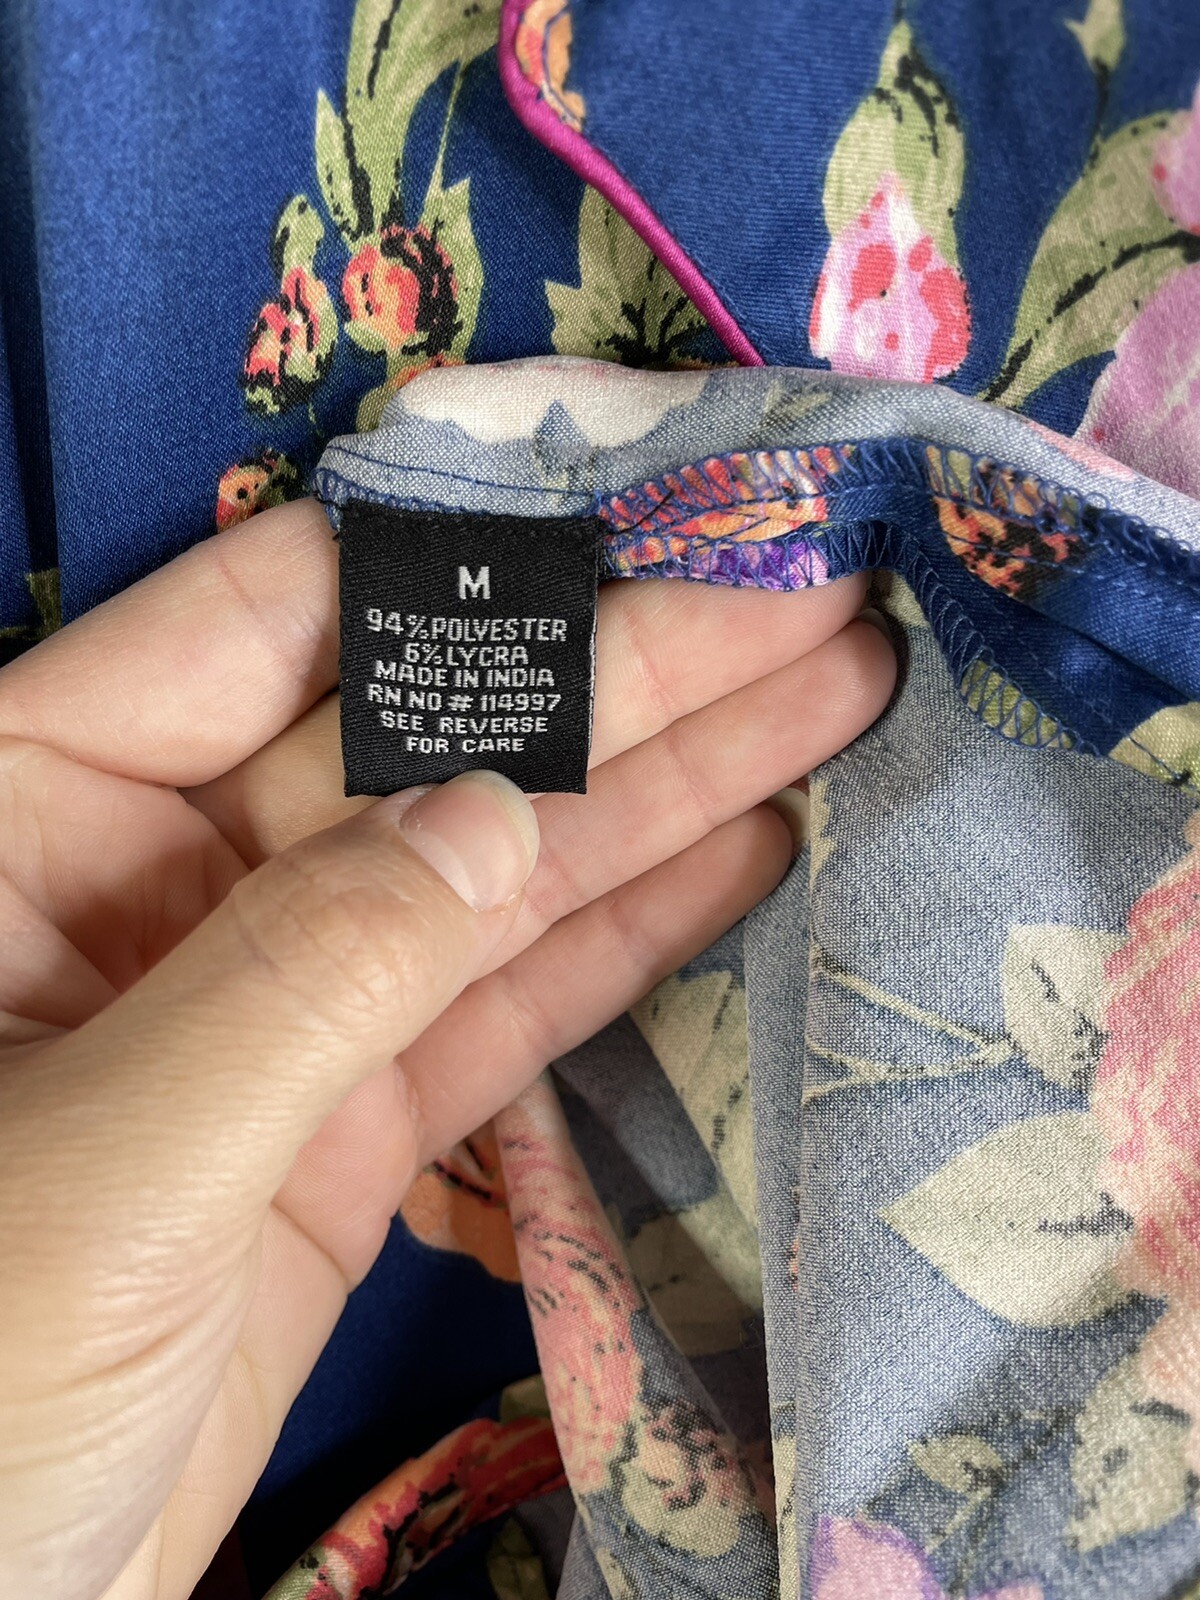 M
94%POLYESTER
6%LYCRA
MADE IN INDIA
RN NO # 114997
SEE REVERSE
FOR CARE